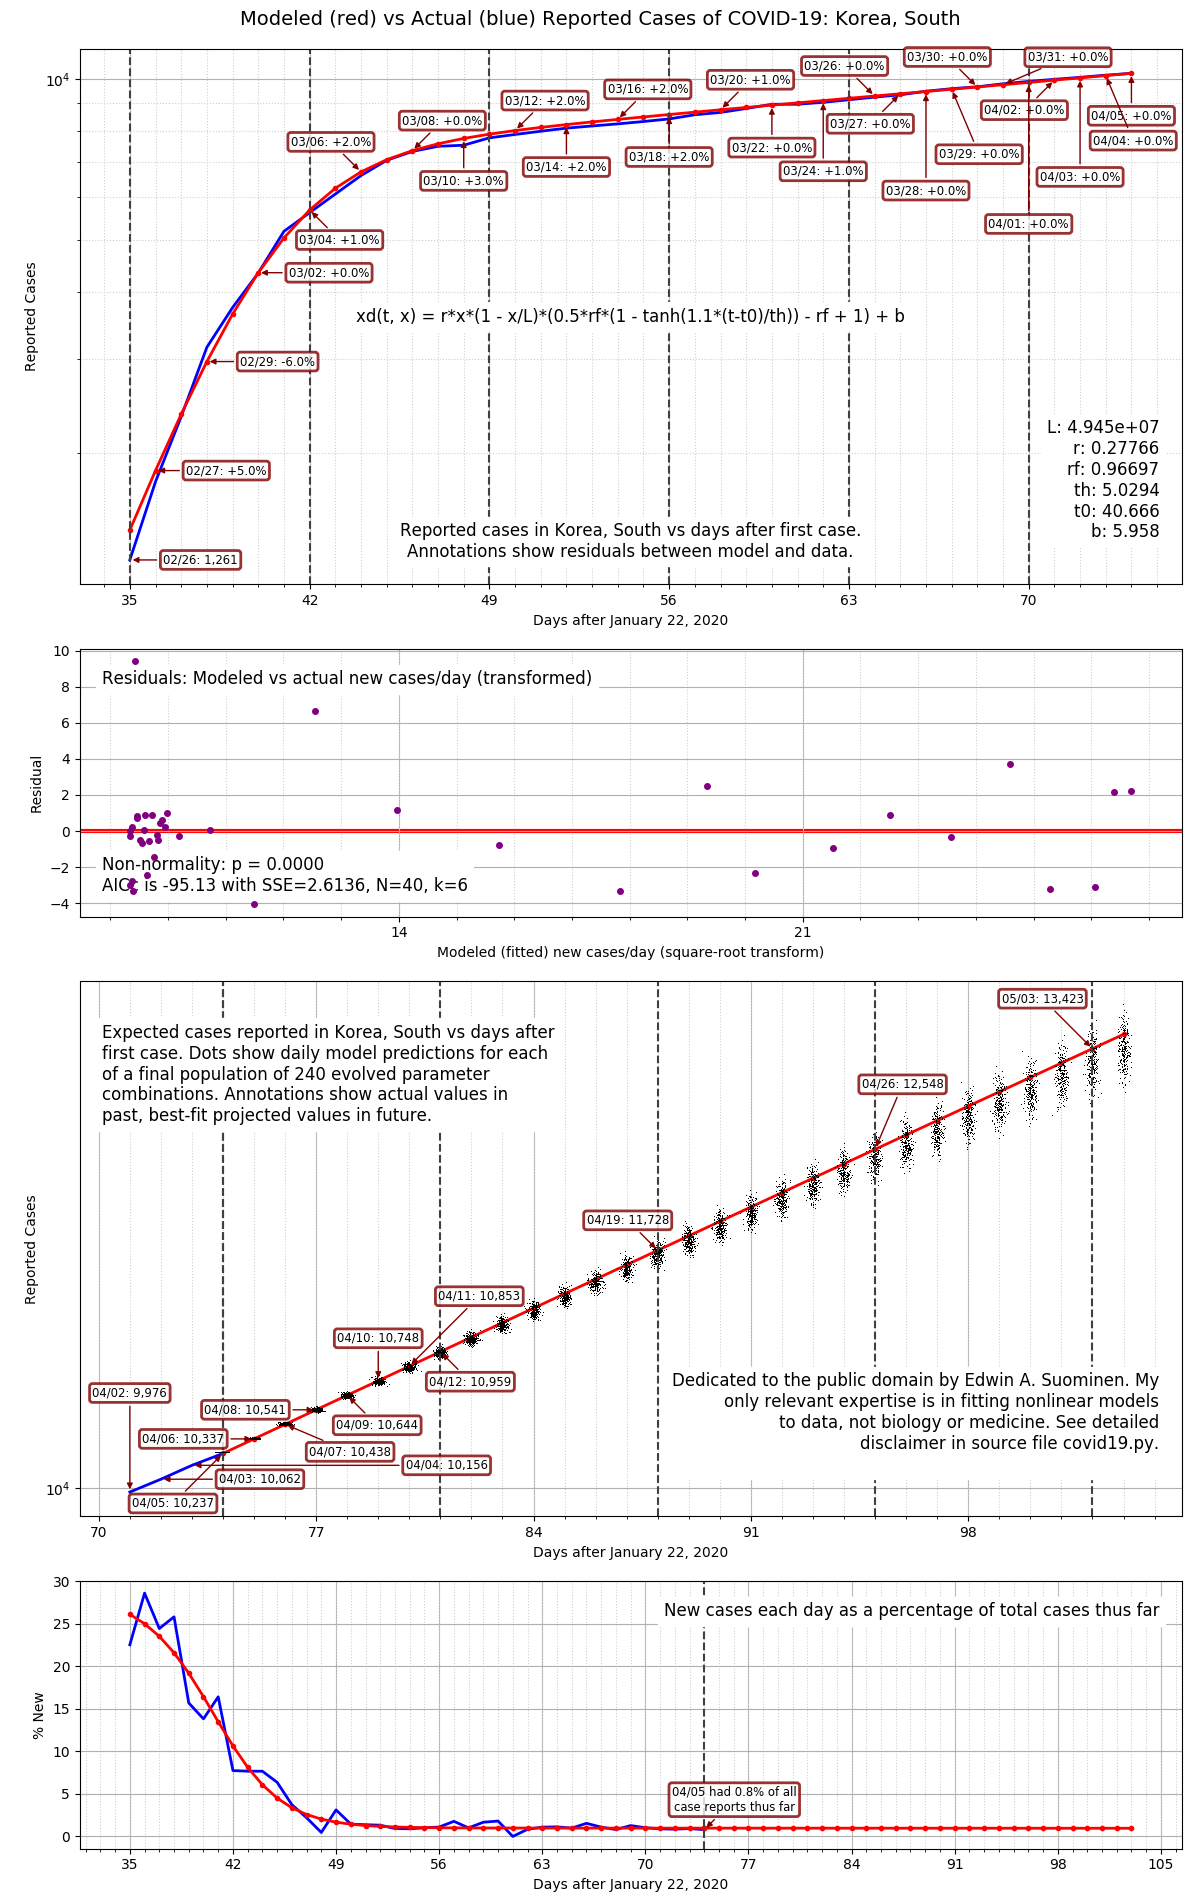 Modeled (red) vs Actual (blue) Reported Cases of COVID-19: Korea, South
10⁴
03/30: +0.0%
03/31: +0.0%
03/26: +0.0%
03/20: +1.0%
03/16: +2.0%
03/12: +2.0%
03/08: +0.0%
03/06: +2.0%
04/02: +0.0%
04/05: +0.0%
03/27: +0.0%
04/04: +0.0%
03/22: +0.0%
03/29: +0.0%
03/18: +2.0%
03/14: +2.0%
03/24: +1.0%
03/10: +3.0%
04/03: +0.0%
03/28: +0.0%
04/01: +0.0%
03/04: +1.0%
03/02: +0.0%
xd(t, x) = r*x*(1 - x/L)*(0.5*rf*(1 - tanh(1.1*(t-t0)/th)) - rf + 1) + b
Reported Cases
02/29: -6.0%
02/27: +5.0%
02/26: 1,261
L: 4.945e+07
r: 0.27766
rf: 0.96697
th: 5.0294
t0: 40.666
b: 5.958
Reported cases in Korea, South vs days after first case.
Annotations show residuals between model and data.
35 42 49 56 63 70
Days after January 22, 2020
10
8
6
4
2
0
−2
−4
Residual
Residuals: Modeled vs actual new cases/day (transformed)
Non-normality: p = 0.0000
AICc is -95.13 with SSE=2.6136, N=40, k=6
14 21
Modeled (fitted) new cases/day (square-root transform)
05/03: 13,423
Expected cases reported in Korea, South vs days after
first case. Dots show daily model predictions for each
of a final population of 240 evolved parameter
combinations. Annotations show actual values in
past, best-fit projected values in future.
04/26: 12,548
04/19: 11,728
Reported Cases
04/11: 10,853
04/10: 10,748
04/12: 10,959
04/02: 9,976
04/08: 10,541
04/09: 10,644
04/06: 10,337
04/07: 10,438
04/04: 10,156
04/03: 10,062
04/05: 10,237
Dedicated to the public domain by Edwin A. Suominen. My
only relevant expertise is in fitting nonlinear models
to data, not biology or medicine. See detailed
disclaimer in source file covid19.py.
10⁴
70 77 84 91 98
Days after January 22, 2020
30
25
20
15
10
5
0
% New
New cases each day as a percentage of total cases thus far
04/05 had 0.8% of all
case reports thus far
35 42 49 56 63 70 77 84 91 98 105
Days after January 22, 2020